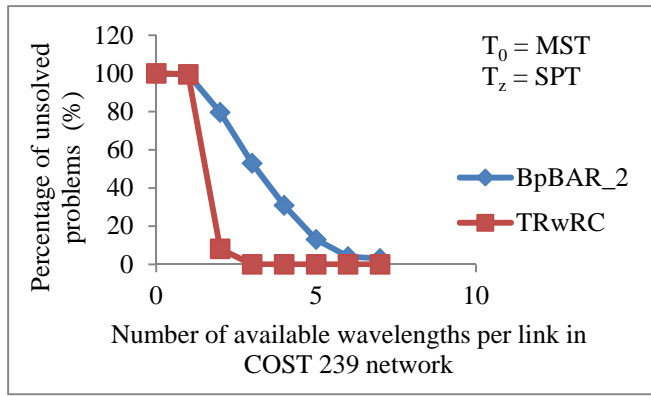 120
100
80
60
40
20
0
Percentage of unsolved
problems (%)
T0 = MST
Tz = SPT
BpBAR_2
TRwRC
0 5 10
Number of available wavelengths per link in
COST 239 network